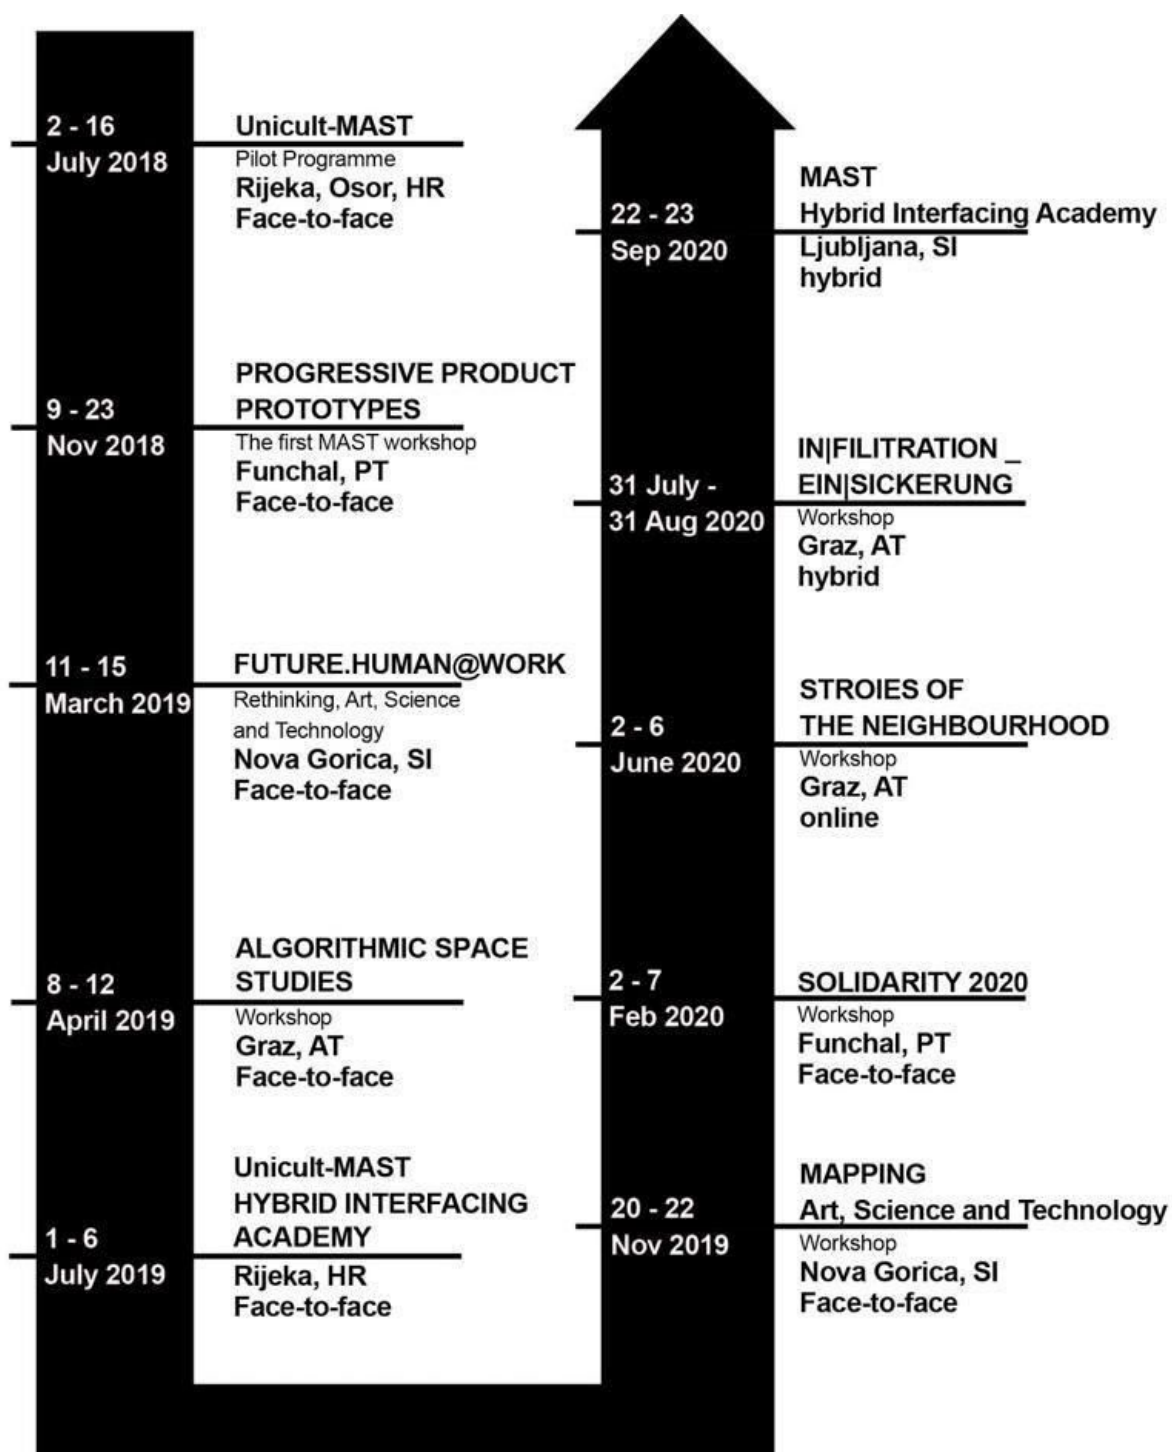 2 - 16
July 2018
Unicult-MAST
Pilot Programme
Rijeka, Osor, HR
Face-to-face
9 - 23
Nov 2018
PROGRESSIVE PRODUCT
PROTOTYPES
The first MAST workshop
Funchal, PT
Face-to-face
11 - 15
March 2019
FUTURE.HUMAN@WORK
Rethinking, Art, Science
and Technology
Nova Gorica, SI
Face-to-face
8 - 12
April 2019
ALGORITHMIC SPACE
STUDIES
Workshop
Graz, AT
Face-to-face
1 - 6
July 2019
Unicult-MAST
HYBRID INTERFACING
ACADEMY
Rijeka, HR
Face-to-face
20 - 22
Nov 2019
MAPPING
Art, Science and Technology
Workshop
Nova Gorica, SI
Face-to-face
2 - 7
Feb 2020
SOLIDARITY 2020
Workshop
Funchal, PT
Face-to-face
2 - 6
June 2020
STROIES OF
THE NEIGHBOURHOOD
Workshop
Graz, AT
online
31 July -
31 Aug 2020
IN|FILITRATION _
EIN|SICKERUNG
Workshop
Graz, AT
hybrid
22 - 23
Sep 2020
MAST
Hybrid Interfacing Academy
Ljubljana, SI
hybrid